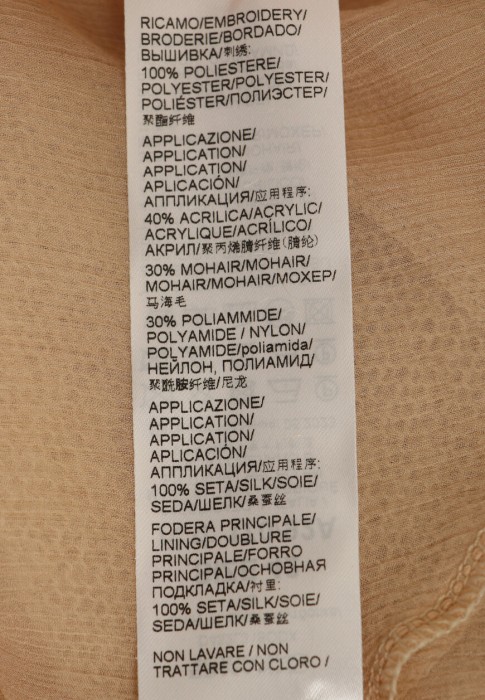 RICAMO/EMBROIDERY/
BRODERIE/BORDADO/
ВЫШИВКА/刺绣:
100% POLIESTERE/
POLYESTER/POLYESTER/
POLIÉSTER/ПОЛИЭСТЕР/
聚酯纤维
APPLICAZIONE/
APPLICATION/
APPLICATION/
APLICACIÓN/
АППЛИКАЦИЯ/应用程序:
40% ACRILICA/ACRYLIC/
ACRYLIQUE/ACRÍLICO/
АКРИЛ/聚丙烯腈纤维(腈纶)
30% MOHAIR/MOHAIR/
MOHAIR/MOHAIR/МОХЕР/
马海毛
30% POLIAMMIDE/
POLYAMIDE / NYLON/
POLYAMIDE/poliamida/
НЕЙЛОН, ПОЛИАМИД/
聚酰胺纤维/尼龙
APPLICAZIONE/
APPLICATION/
APPLICATION/
APLICACIÓN/
АППЛИКАЦИЯ/应用程序:
100% SETA/SILK/SOIE/
SEDA/ШЕЛК/桑蚕丝
FODERA PRINCIPALE/
LINING/DOUBLURE
PRINCIPALE/FORRO
PRINCIPAL/ОСНОВНАЯ
ПОДКЛАДКА/衬里:
100% SETA/SILK/SOIE/
SEDA/ШЕЛК/桑蚕丝
NON LAVARE / NON
TRATTARE CON CLORO /